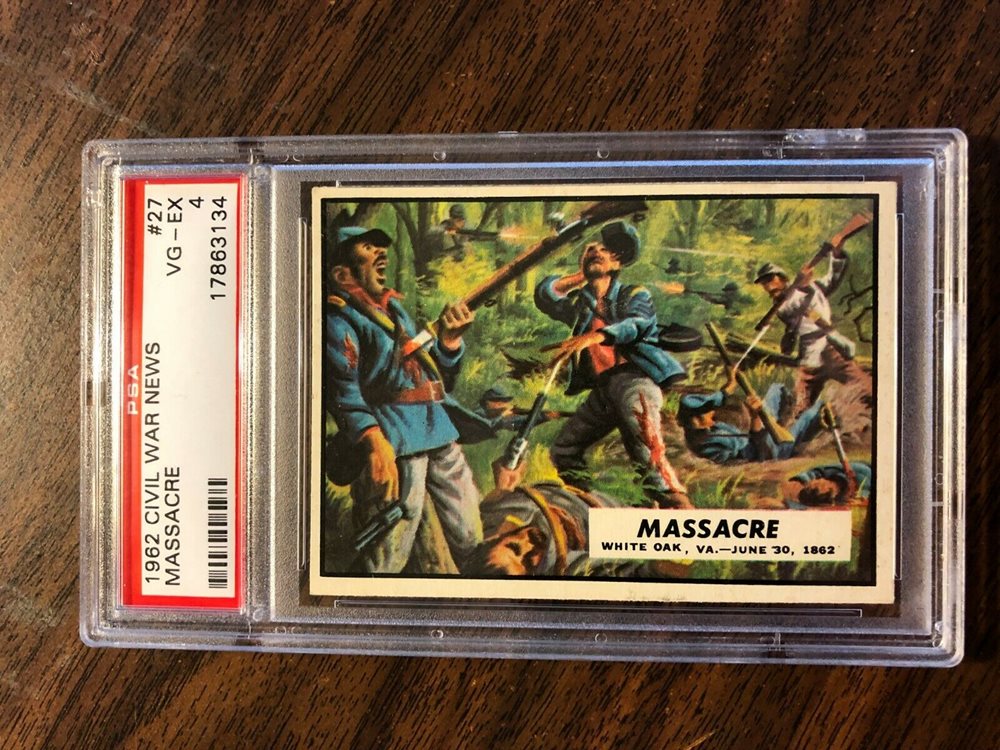 1962 CIVIL WAR NEWS #27
MASSACRE VG-EX
PSA 4
17863134
MASSACRE
WHITE OAK, VA.—JUNE 30, 1862